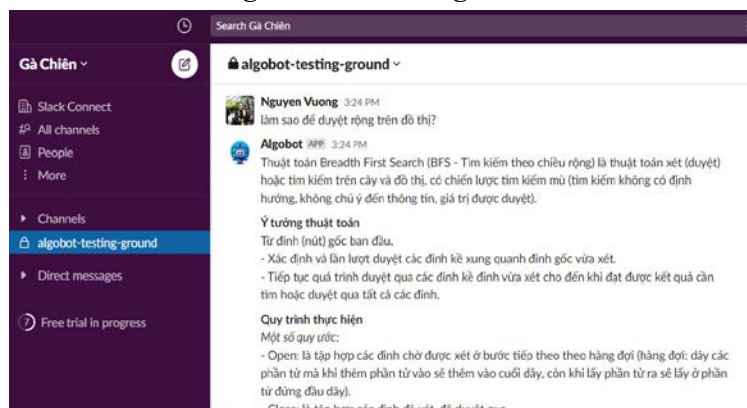 Search Gà Chiên
Gà Chiên
algobot-testing-ground
Slack Connect
All channels
People
More
Channels
algobot-testing-ground
Direct messages
7 Free trial in progress
Nguyen Vuong 3:24 PM
làm sao để duyệt rộng trên đồ thị?
Algobot APP 3:24 PM
Thuật toán Breadth First Search (BFS - Tìm kiếm theo chiều rộng) là thuật toán xét (duyệt)
hoặc tìm kiếm trên cây và đồ thị, có chiến lược tìm kiếm mù (tìm kiếm không có định
hướng, không chú ý đến thông tin, giá trị được duyệt).
Ý tưởng thuật toán
Từ đỉnh (nút) gốc ban đầu.
- Xác định và lần lượt duyệt các đỉnh kề xung quanh đỉnh gốc vừa xét.
- Tiếp tục quá trình duyệt qua các đỉnh kề đỉnh vừa xét cho đến khi đạt được kết quả cần
tìm hoặc duyệt qua tất cả các đỉnh.
Quy trình thực hiện
Một số quy ước:
- Open: là tập hợp các đỉnh chờ được xét ở bước tiếp theo theo hàng đợi (hàng đợi: dãy các
phần tử mà khi thêm phần tử vào sẽ thêm vào cuối dãy, còn khi lấy phần tử ra sẽ lấy ở phần
tử đứng đầu dãy).